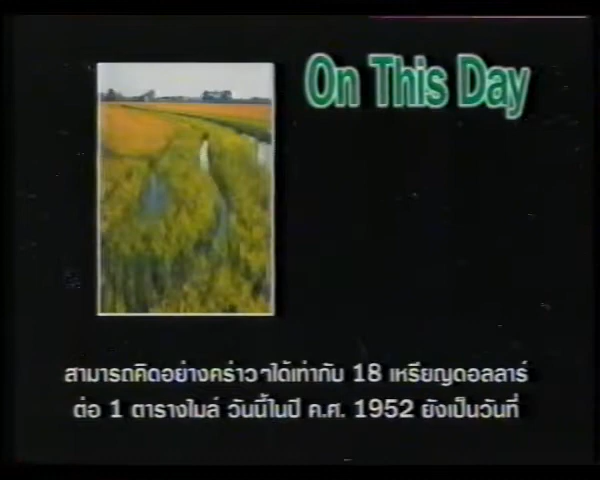 On This Day
สามารถคิดอย่างคร่าวๆได้เท่ากับ 18 เหรียญดอลลาร์
ต่อ 1 ตารางไมล์ วันนี้ในปี ค.ศ. 1952 ยังเป็นวันที่